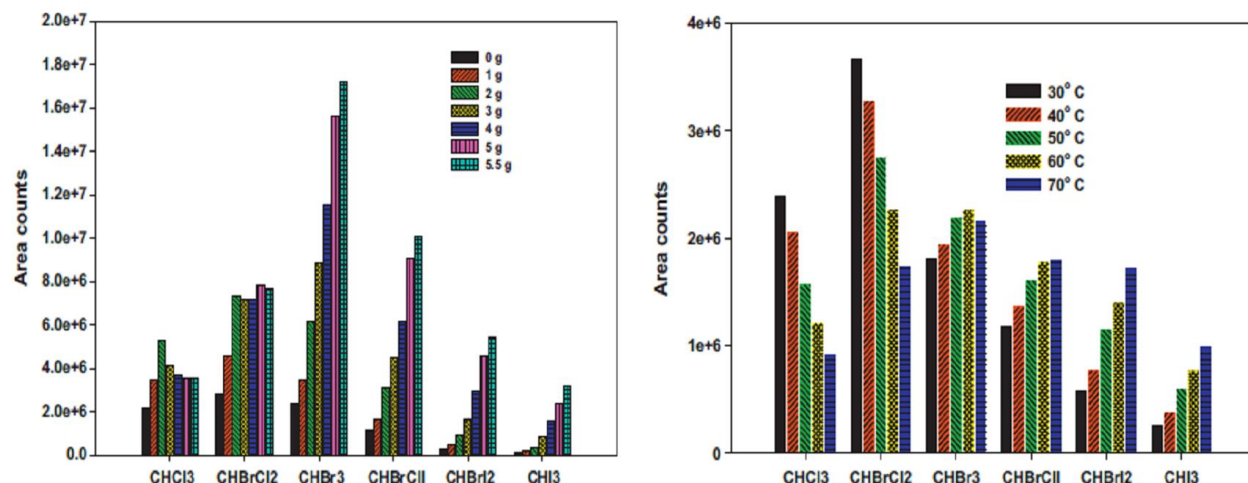 2.0e+7
1.8e+7
1.6e+7
1.4e+7
1.2e+7
1.0e+7
8.0e+6
6.0e+6
4.0e+6
2.0e+6
0.0
Area counts
0 g
1 g
2 g
3 g
4 g
5 g
5.5 g
CHCl3 CHBrCl2 CHBr3 CHBrClI CHBrI2 CHI3
4e+6
3e+6
2e+6
1e+6
0
Area counts
30° C
40° C
50° C
60° C
70° C
CHCl3 CHBrCl2 CHBr3 CHBrClI CHBrI2 CHI3